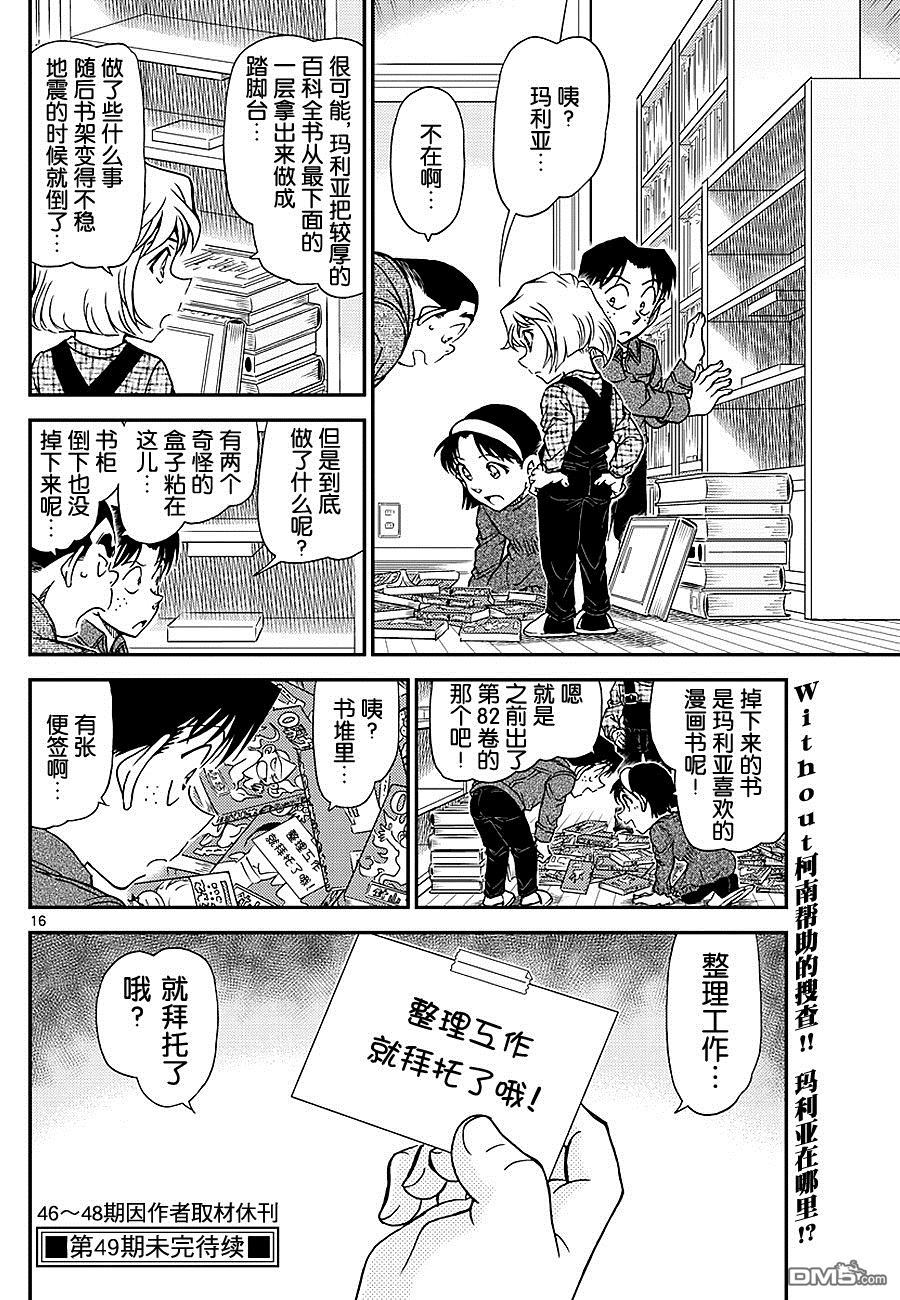 咦？
玛利亚…
不在啊…
很可能，玛利亚把较厚的
百科全书从最下面的
一层拿出来做成
踏脚台…
做了些什么事
随后书架变得不稳
地震的时候就倒了…
但是到底
做了什么呢？
有两个
奇怪的
盒子粘在
这儿…
书柜
倒下也没
掉下来呢…
掉下来的书
是玛利亚喜欢的
漫画书呢！
嗯
就是
之前出了
第82卷的
那个吧！
咦？
书堆里…
有张
便签啊
整理工作
就拜托了哦！
16
整理工作…
整理工作
就拜托了哦！
就拜托了
哦？
Without柯南帮助的搜查!! 玛利亚在哪里!?
46～48期因作者取材休刊
■第49期未完待续■
DM5.com